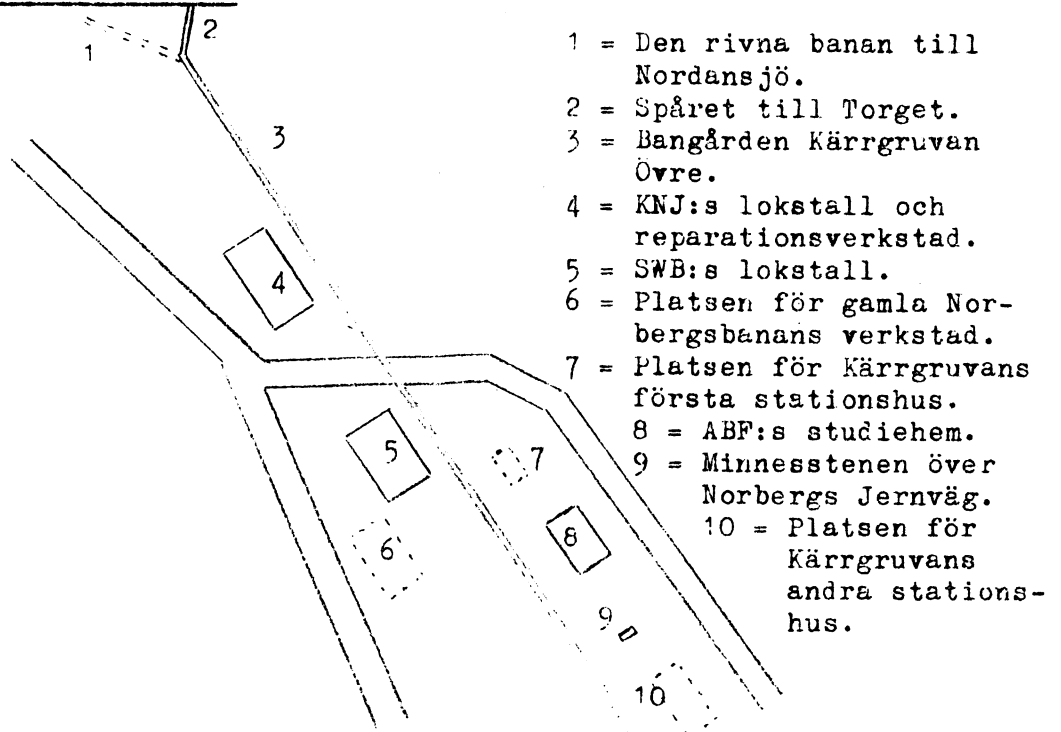 1 = Den rivna banan till
Nordansjö.
2 = Spåret till Torget.
3 = Bangården Kärrgruvan
Övre.
4 = KNJ:s lokstall och
reparationsverkstad.
5 = SWB:s lokstall.
6 = Platsen för gamla Nor-
bergsbanans verkstad.
7 = Platsen för Kärrgruvans
första stationshus.
8 = ABF:s studiehem.
9 = Minnesstenen över
Norbergs Jernväg.
10 = Platsen för
Kärrgruvans
andra stations-
hus.
2
1
3
4
5
7
6
8
9
10